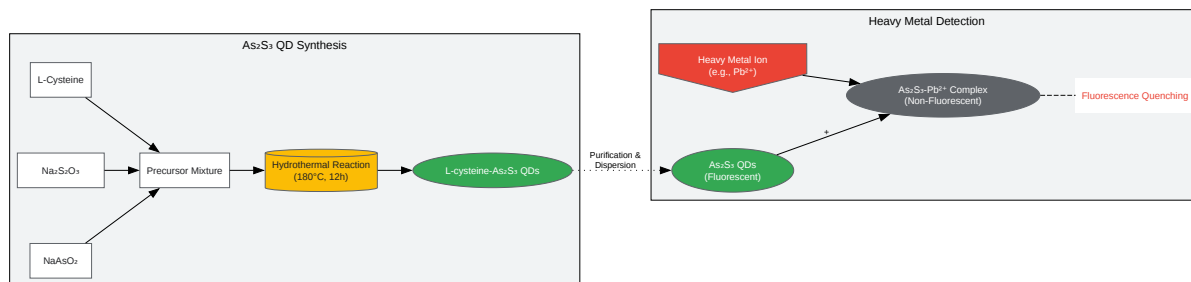 As₂S₃ QD Synthesis
L-Cysteine
Na₂S₂O₃
NaAsO₂
Precursor Mixture
Hydrothermal Reaction
(180°C, 12h)
L-cysteine-As₂S₃ QDs
Purification &
Dispersion
Heavy Metal Detection
Heavy Metal Ion
(e.g., Pb²⁺)
As₂S₃ QDs
(Fluorescent)
+
As₂S₃-Pb²⁺ Complex
(Non-Fluorescent)
Fluorescence Quenching